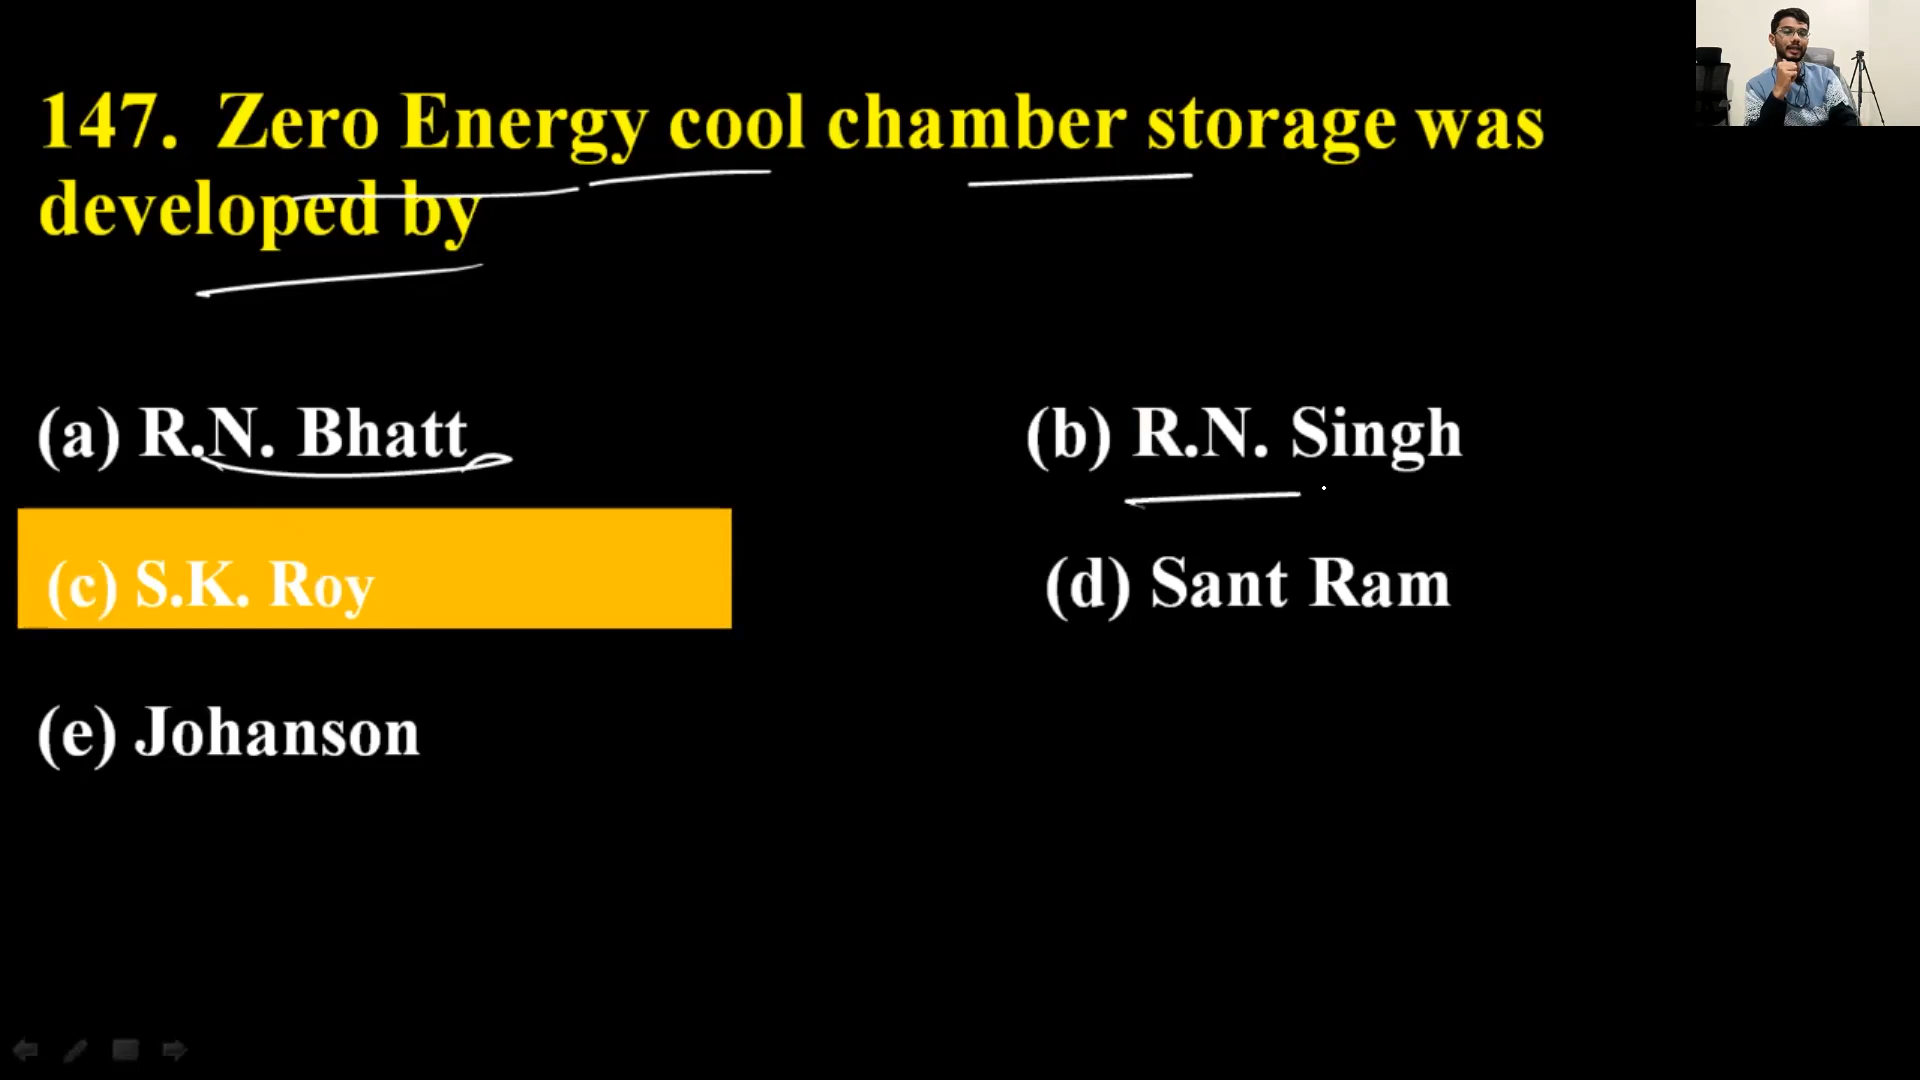 147. Zero Energy cool chamber storage was
developed by
(a) R.N. Bhatt
(b) R.N. Singh
(c) S.K. Roy
(d) Sant Ram
(e) Johanson